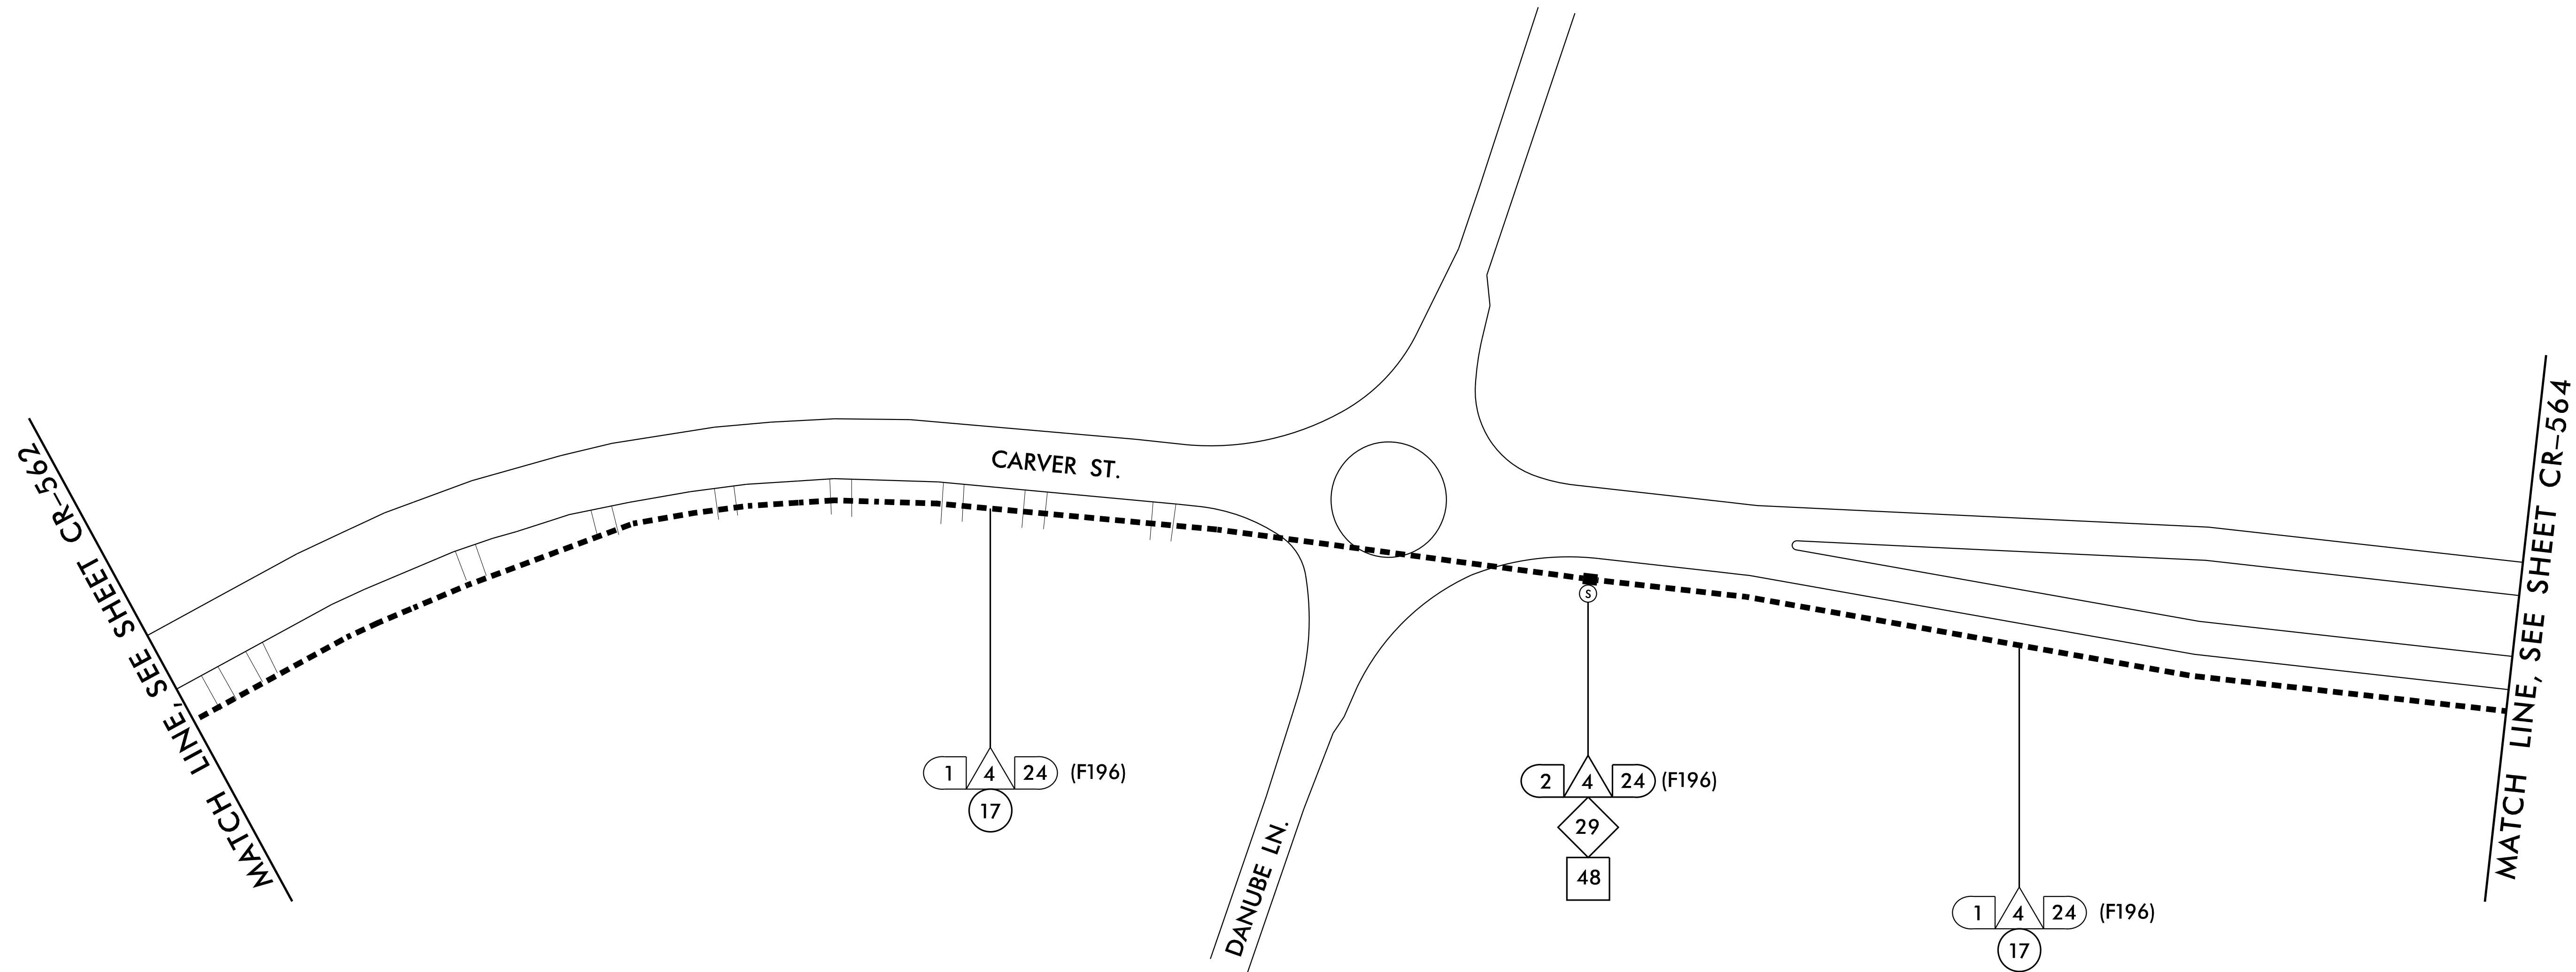 MATCH LINE, SEE SHEET CR-562
CARVER ST.
DANUBE LN.
1 4 24 (F196)
17
S
2 4 24 (F196)
29
48
1 4 24 (F196)
17
MATCH LINE, SEE SHEET CR-564